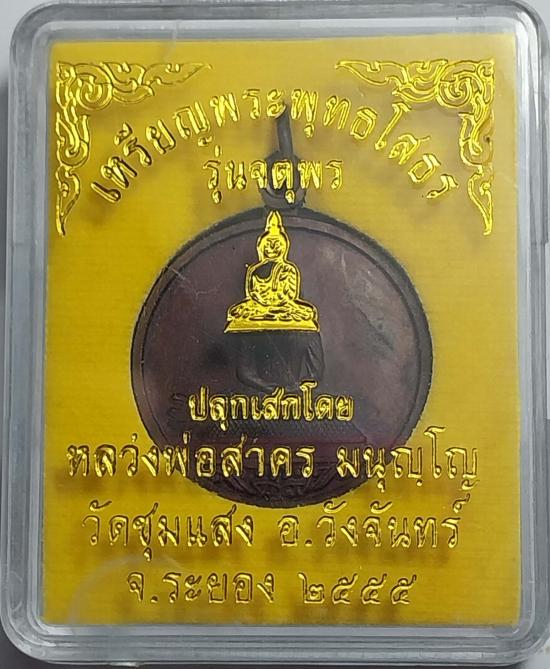 เหรียญพระพุทธโสธร
รุ่นจตุพร
ปลุกเสกโดย
หลวงพ่อสาคร มนุญฺโญ
วัดชุมแสง อ.วังจันทร์
จ.ระยอง ๒๕๕๕